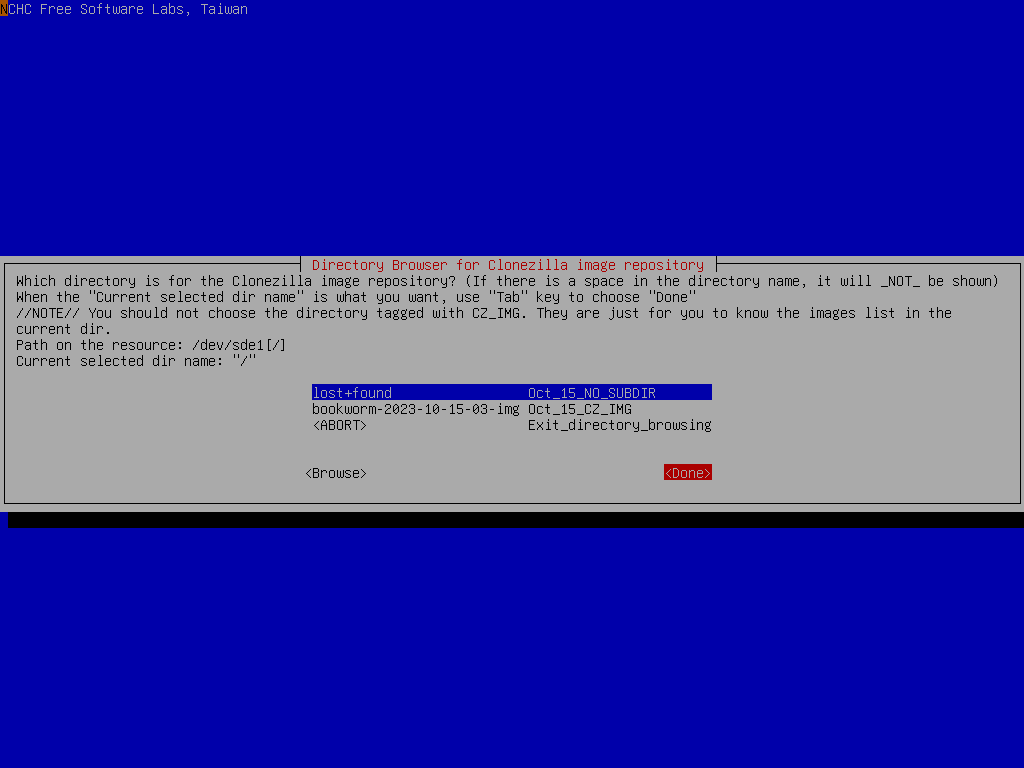 NCHC Free Software Labs, Taiwan
Directory Browser for Clonezilla image repository
Which directory is for the Clonezilla image repository? (If there is a space in the directory name, it will _NOT_ be shown)
When the "Current selected dir name" is what you want, use "Tab" key to choose "Done"
//NOTE// You should not choose the directory tagged with CZ_IMG. They are just for you to know the images list in the
current dir.
Path on the resource: /dev/sde1[/]
Current selected dir name: "/"
lost+found Oct_15_NO_SUBDIR
bookworm-2023-10-15-03-img Oct_15_CZ_IMG
<ABORT> Exit_directory_browsing
<Browse> <Done>